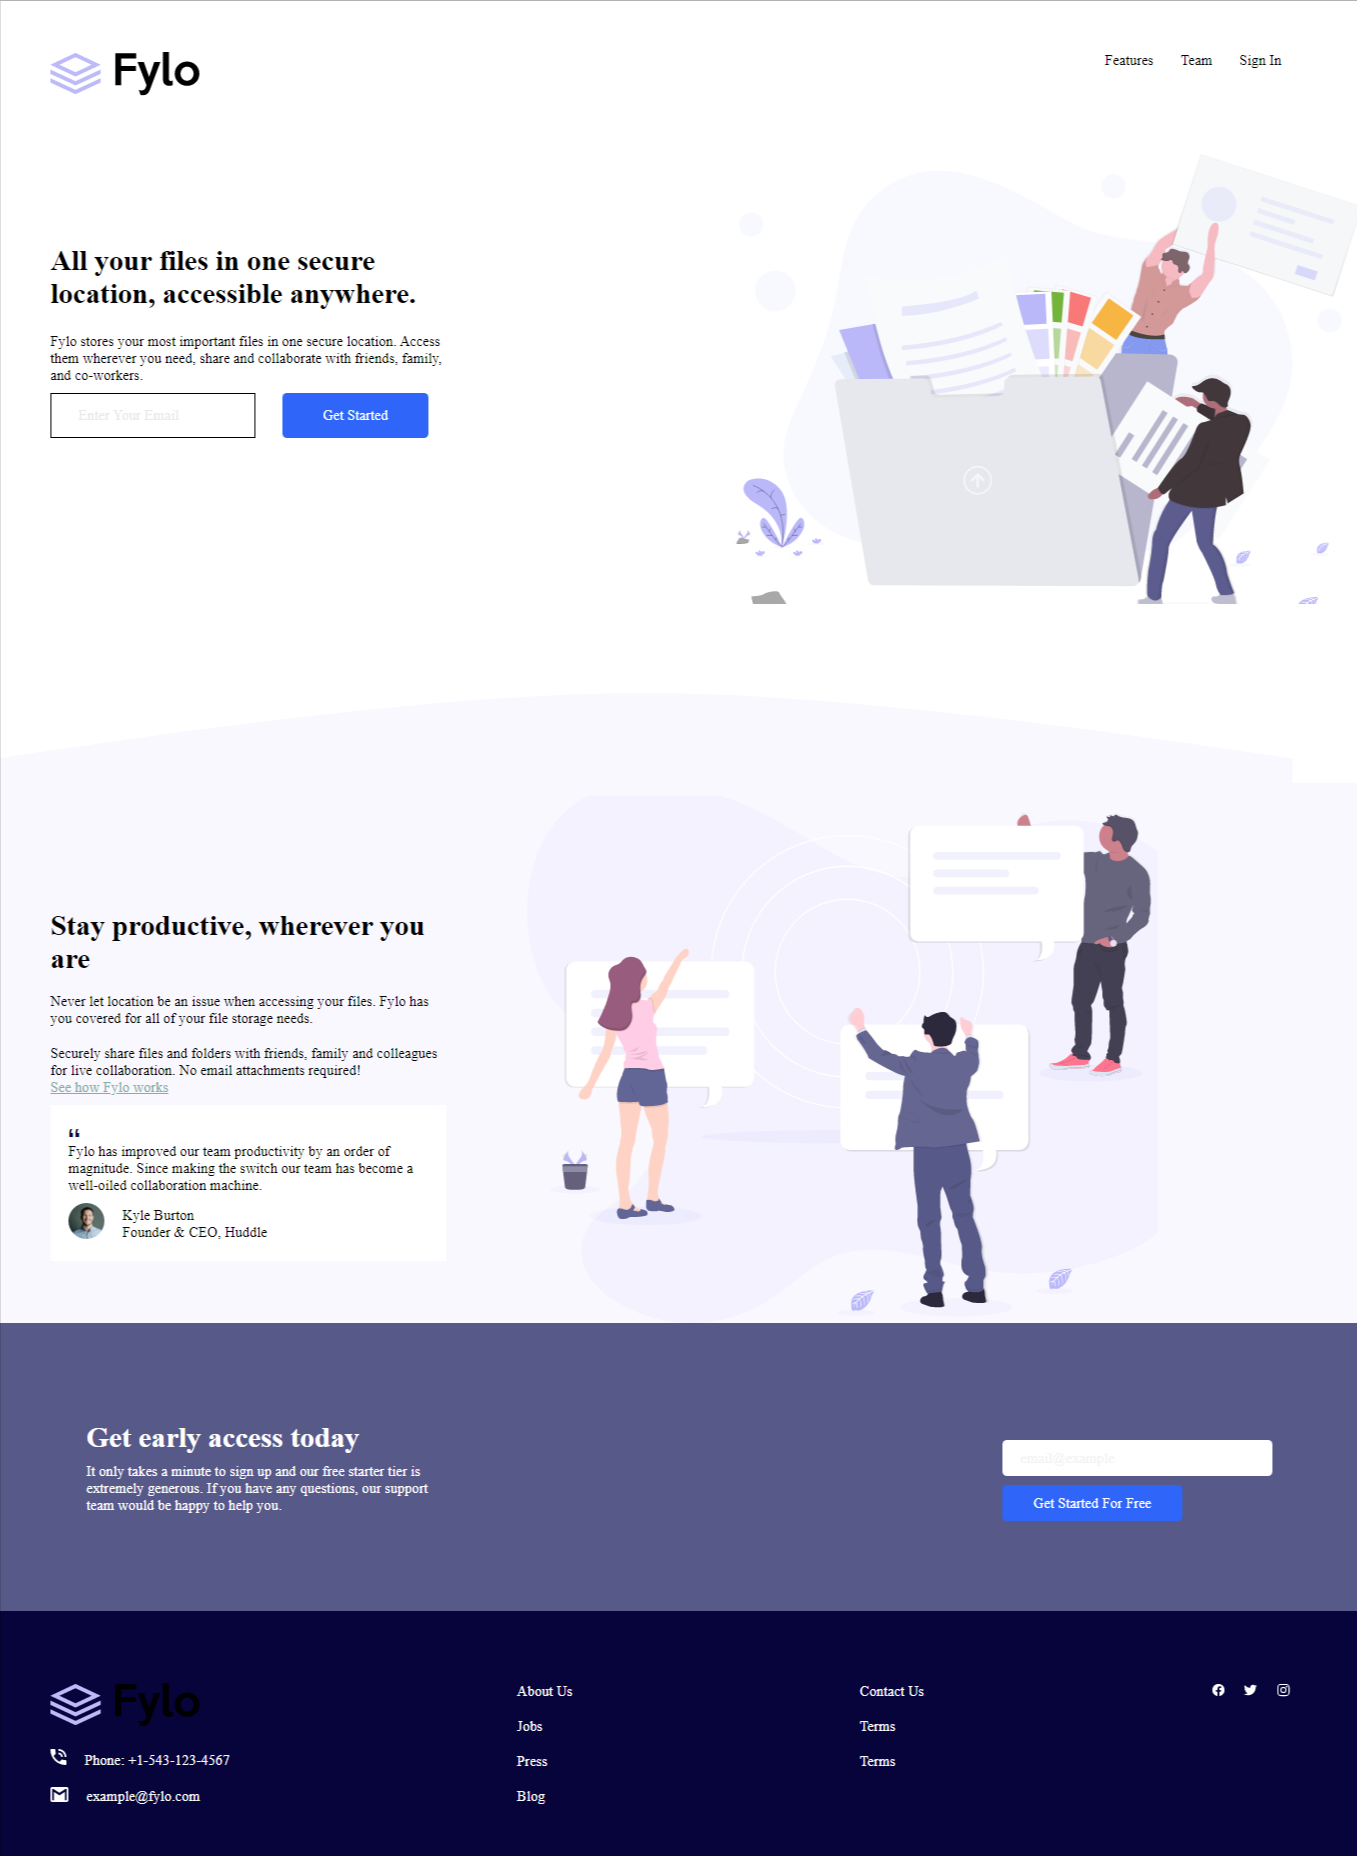 Fylo
Features Team Sign In
All your files in one secure
location, accessible anywhere.
Fylo stores your most important files in one secure location. Access
them wherever you need, share and collaborate with friends, family,
and co-workers.
Enter Your Email
Get Started
Stay productive, wherever you
are
Never let location be an issue when accessing your files. Fylo has
you covered for all of your file storage needs.
Securely share files and folders with friends, family and colleagues
for live collaboration. No email attachments required!
See how Fylo works
“
Fylo has improved our team productivity by an order of
magnitude. Since making the switch our team has become a
well-oiled collaboration machine.
Kyle Burton
Founder & CEO, Huddle
Get early access today
It only takes a minute to sign up and our free starter tier is
extremely generous. If you have any questions, our support
team would be happy to help you.
email@example
Get Started For Free
Fylo
Phone: +1-543-123-4567
example@fylo.com
About Us
Jobs
Press
Blog
Contact Us
Terms
Terms